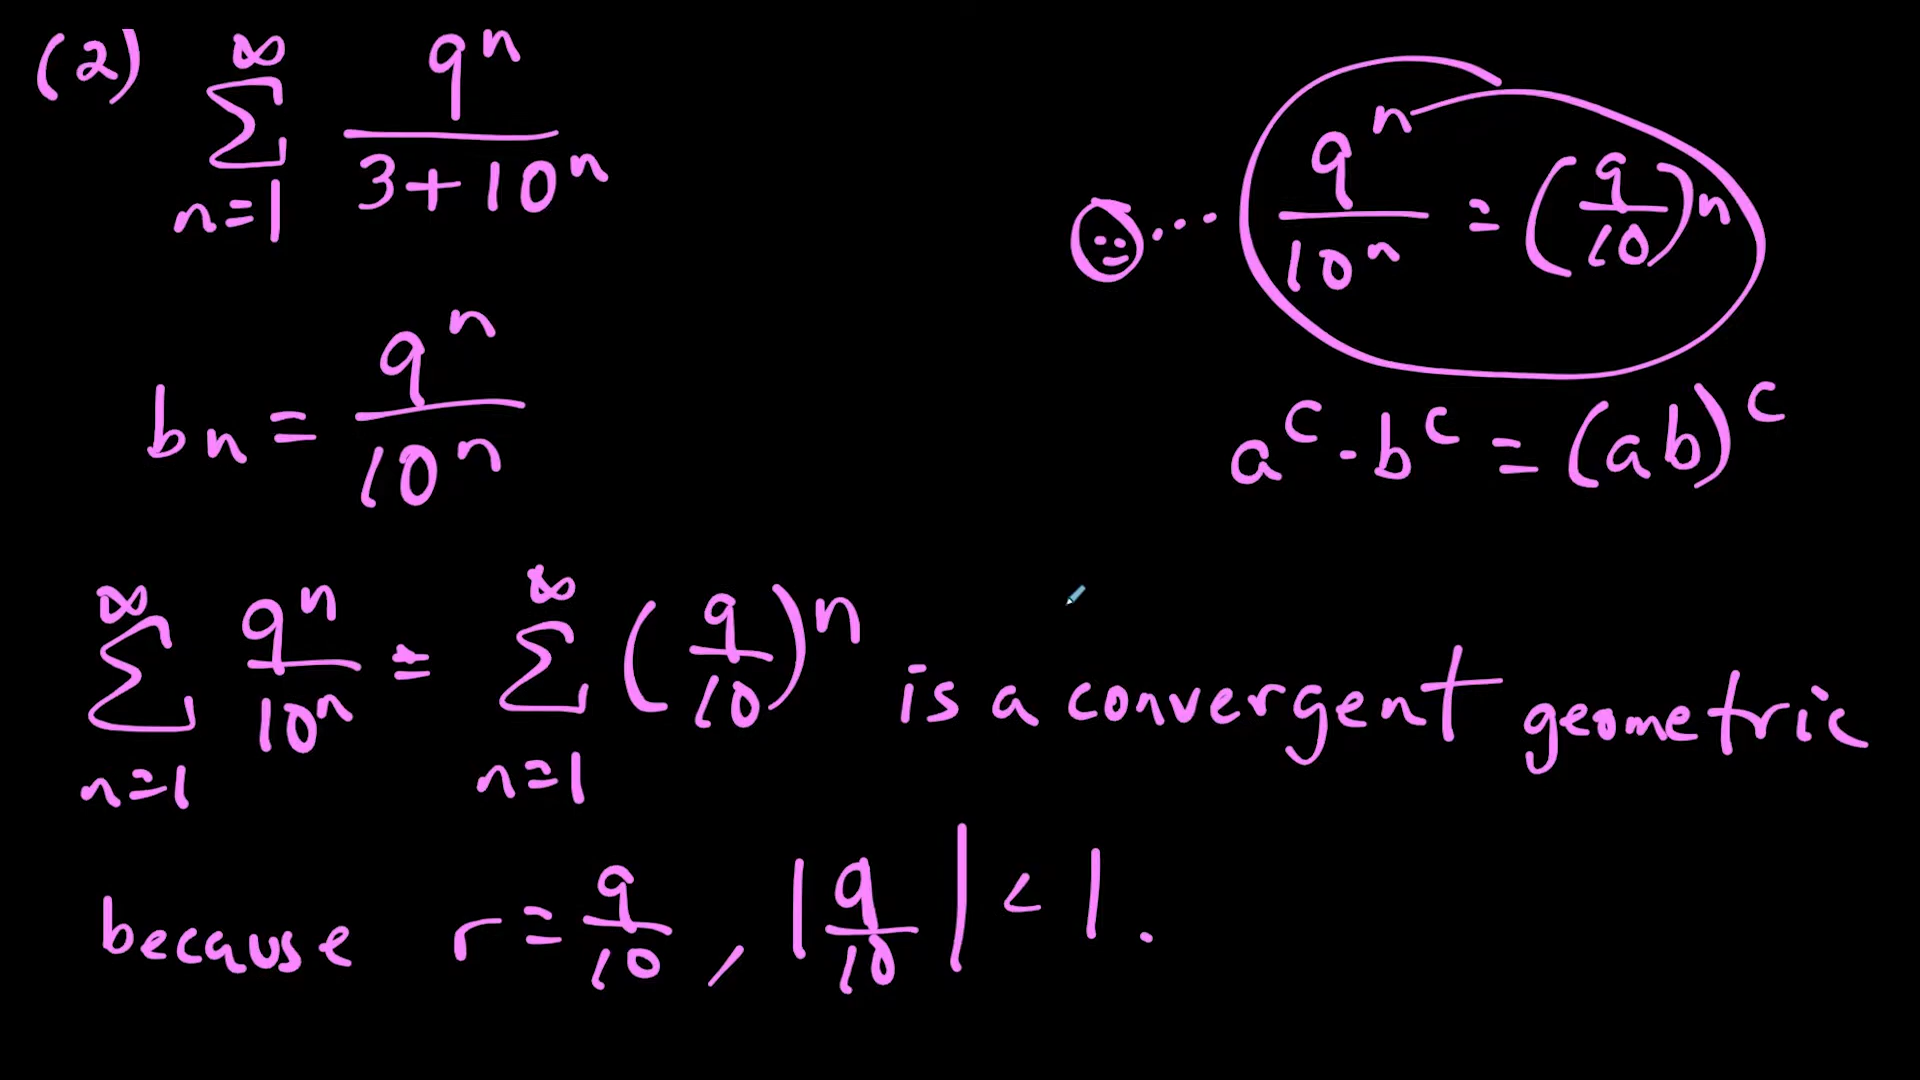 (2) ∑_{n=1}^{∞} 9^n / (3+10^n)
9^n / 10^n = (9/10)^n
b_n = 9^n / 10^n
a^c · b^c = (ab)^c
∑_{n=1}^{∞} 9^n / 10^n = ∑_{n=1}^{∞} (9/10)^n is a convergent geometric
because r = 9/10 , |9/10| < 1.